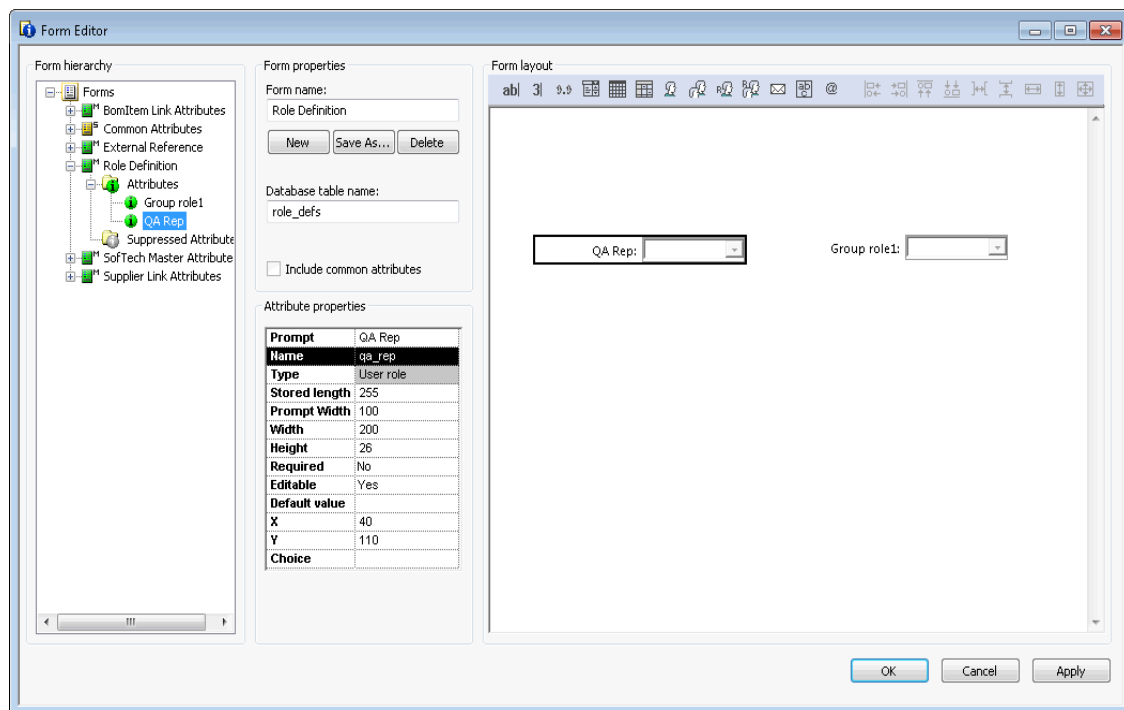 Form Editor
Form hierarchy
Forms
BomItem Link Attributes
Common Attributes
External Reference
Role Definition
Attributes
Group role1
QA Rep
Suppressed Attribute
SofTech Master Attribute
Supplier Link Attributes
Form properties
Form name:
Role Definition
New Save As... Delete
Database table name:
role_defs
Include common attributes
Attribute properties
Prompt QA Rep
Name qa_rep
Type User role
Stored length 255
Prompt Width 100
Width 200
Height 26
Required No
Editable Yes
Default value
X 40
Y 110
Choice
Form layout
ab| 3| 9.9 @
QA Rep: Group role1:
OK Cancel Apply